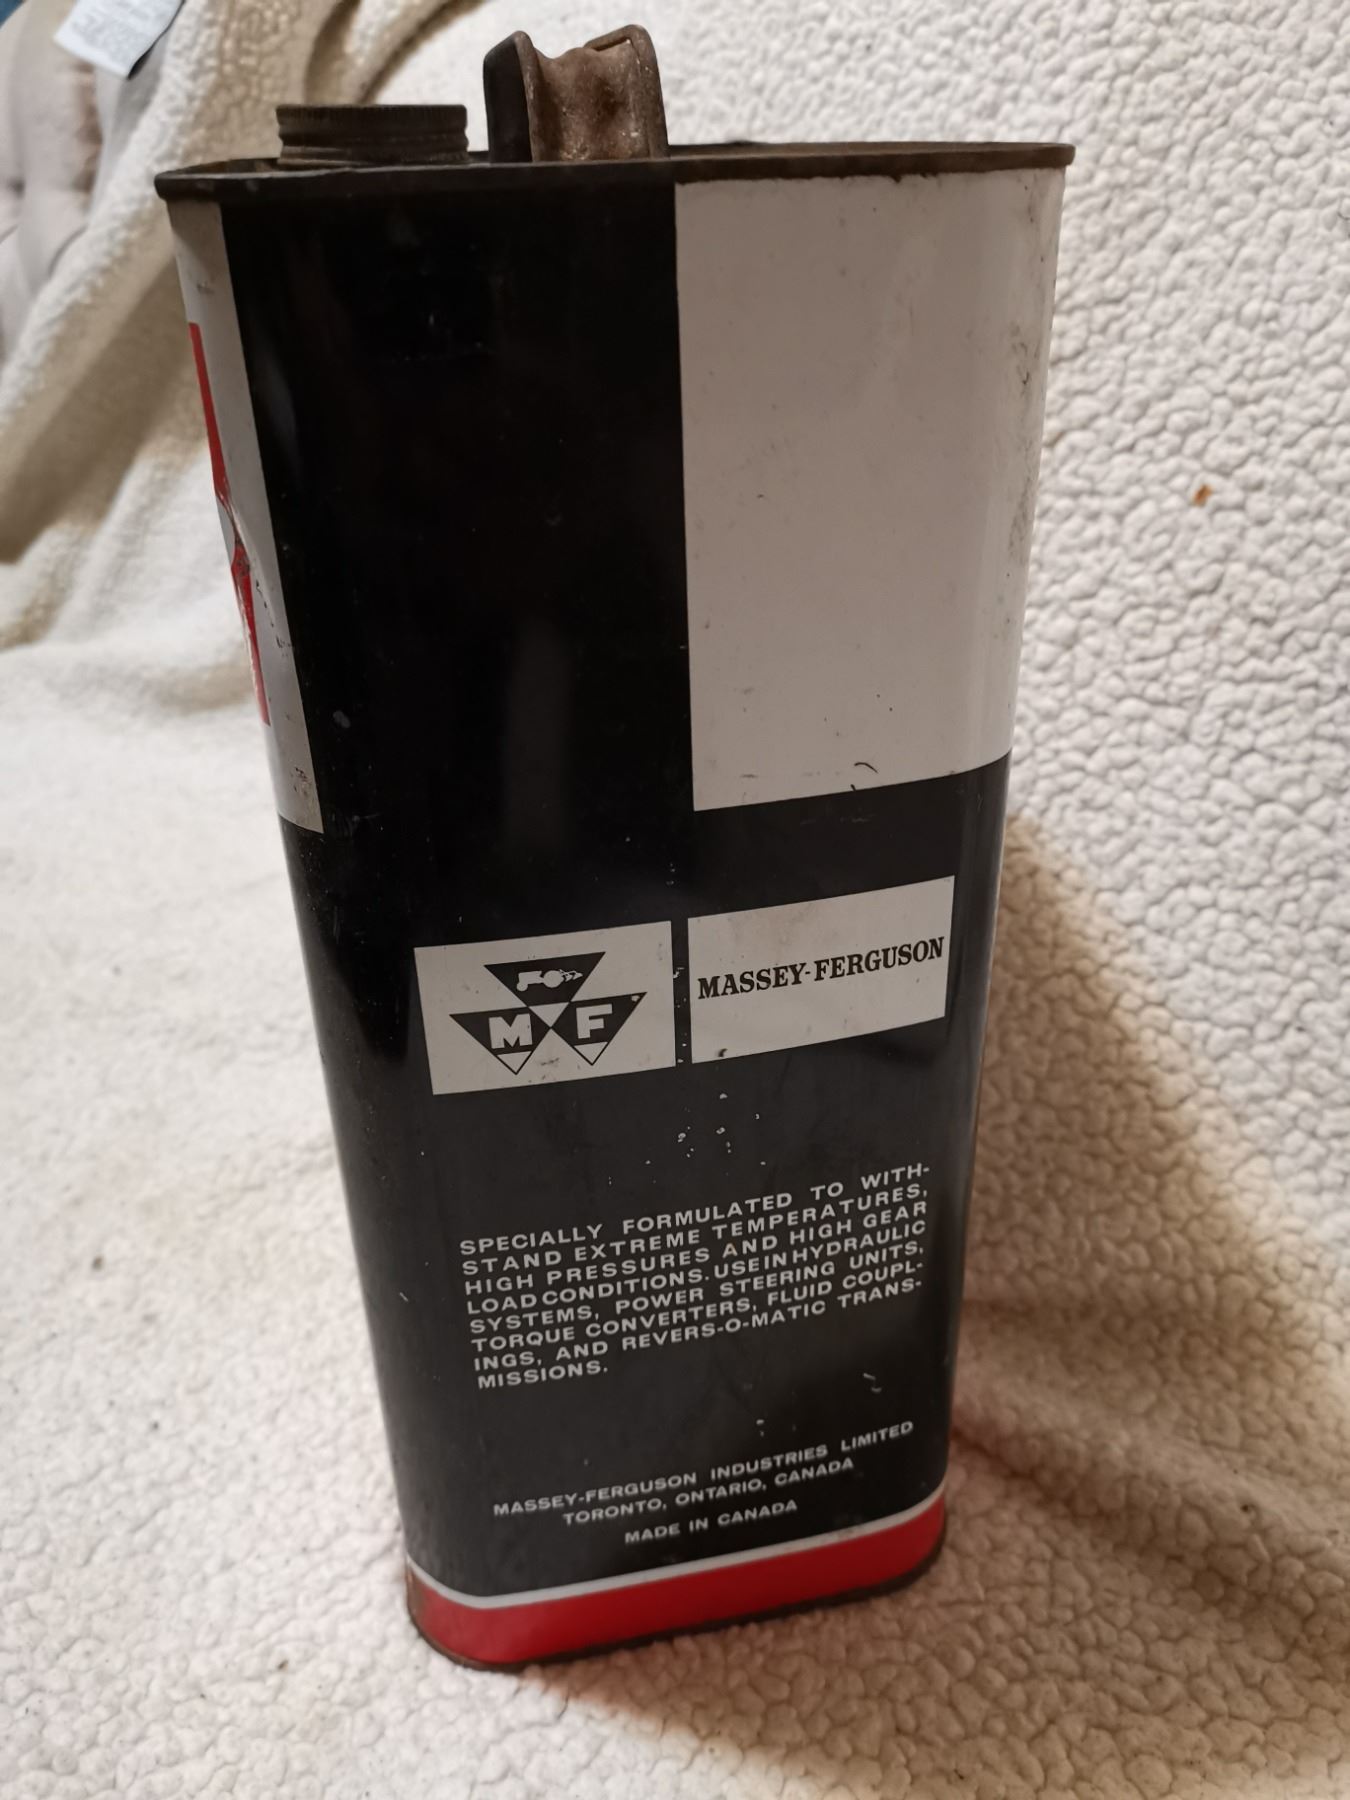 M F
MASSEY-FERGUSON
SPECIALLY FORMULATED TO WITH-
STAND EXTREME TEMPERATURES,
HIGH PRESSURES AND HIGH GEAR
LOAD CONDITIONS. USE IN HYDRAULIC
SYSTEMS, POWER STEERING UNITS,
TORQUE CONVERTERS, FLUID COUPL-
INGS, AND REVERS-O-MATIC TRANS-
MISSIONS.
MASSEY-FERGUSON INDUSTRIES LIMITED
TORONTO, ONTARIO, CANADA
MADE IN CANADA